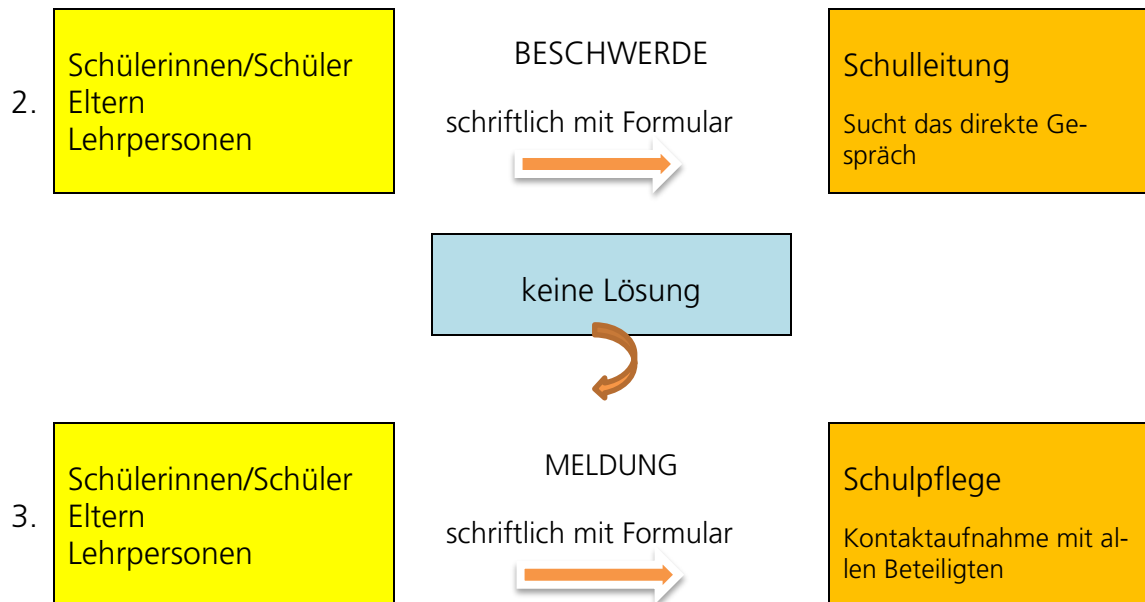 2.
Schülerinnen/Schüler
Eltern
Lehrpersonen
BESCHWERDE
schriftlich mit Formular
Schulleitung
Sucht das direkte Ge-
spräch
keine Lösung
3.
Schülerinnen/Schüler
Eltern
Lehrpersonen
MELDUNG
schriftlich mit Formular
Schulpflege
Kontaktaufnahme mit al-
len Beteiligten